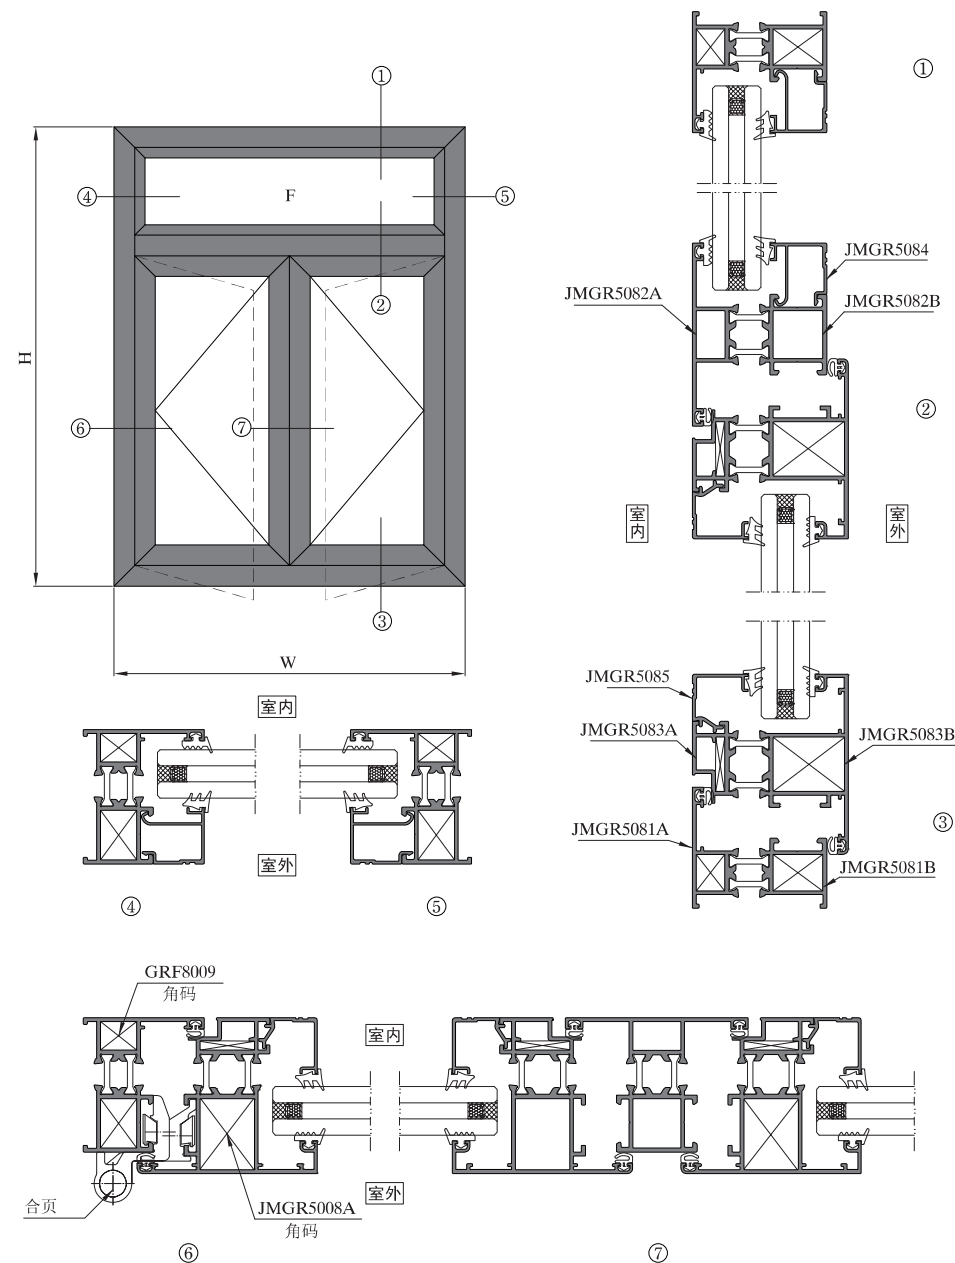 ①
①
④
F
⑤
JMGR5084
JMGR5082A
JMGR5082B
②
H
⑥
⑦
②
室内
室外
③
W
JMGR5085
室内
JMGR5083A
JMGR5083B
JMGR5081A
③
室外
JMGR5081B
④
⑤
GRF8009
角码
室内
室外
合页
JMGR5008A
角码
⑥
⑦